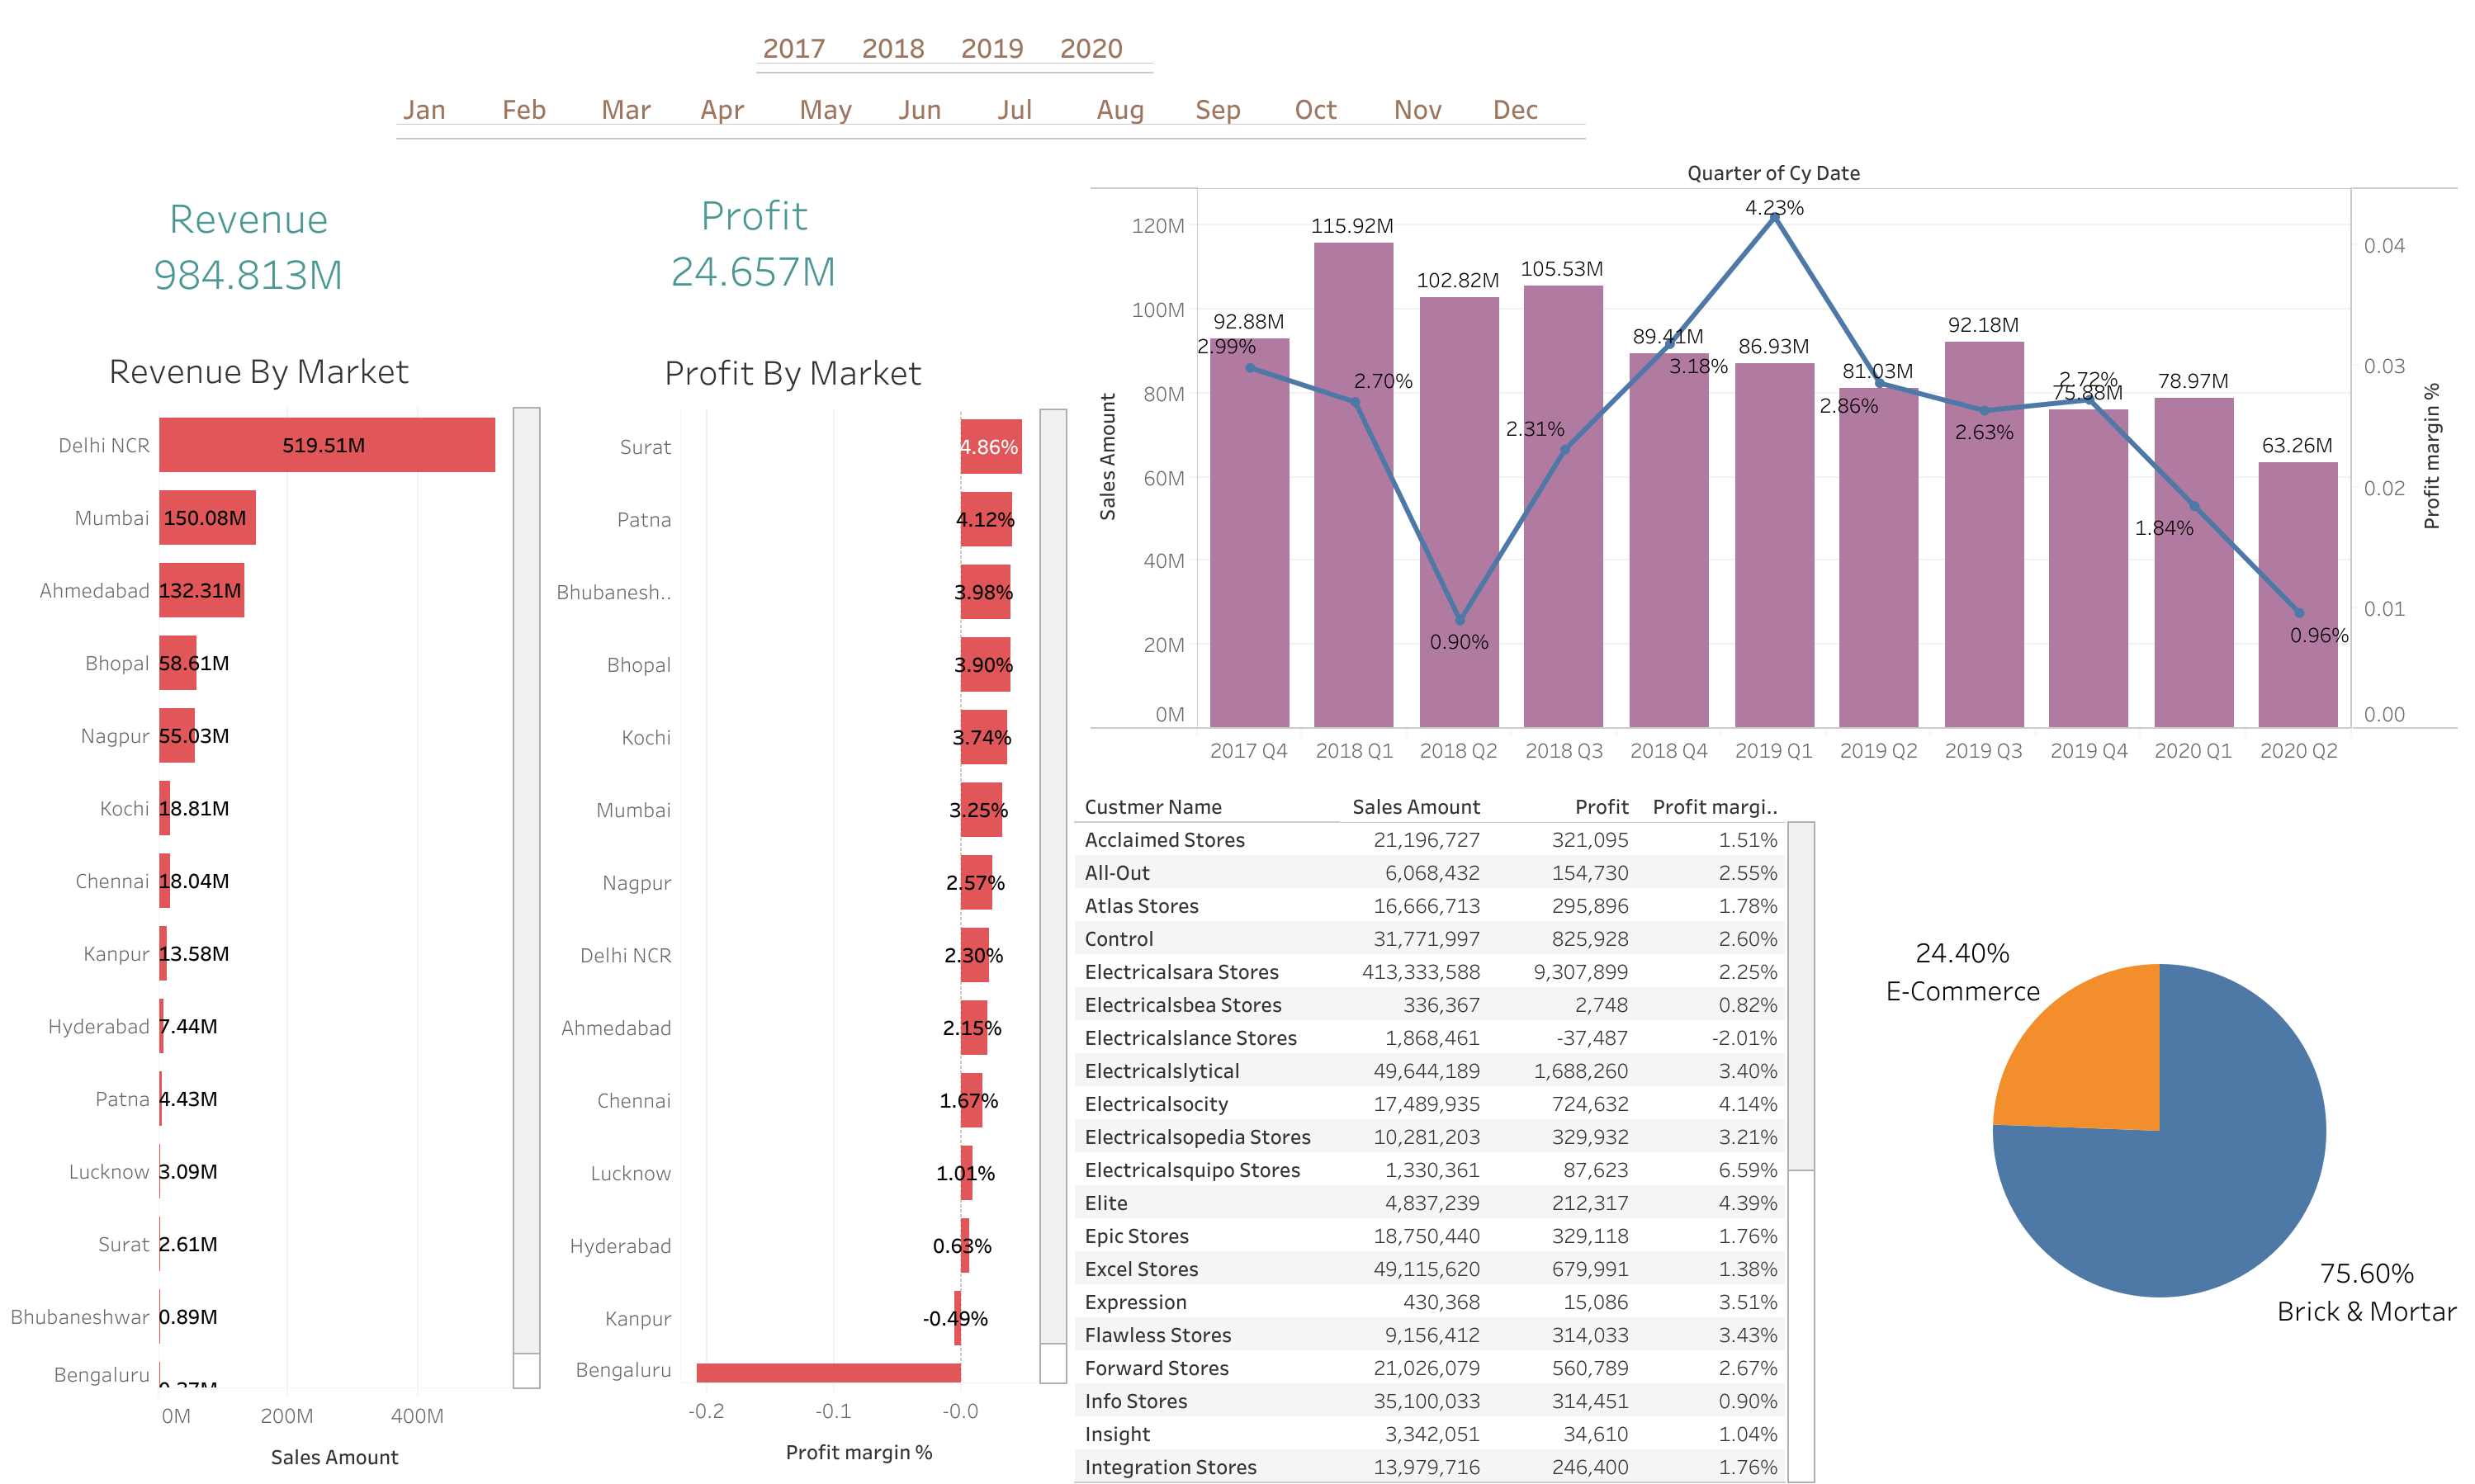 2017 2018 2019 2020
Jan Feb Mar Apr May Jun Jul Aug Sep Oct Nov Dec
Revenue
984.813M
Profit
24.657M
Revenue By Market
Delhi NCR 519.51M
Mumbai 150.08M
Ahmedabad 132.31M
Bhopal 58.61M
Nagpur 55.03M
Kochi 18.81M
Chennai 18.04M
Kanpur 13.58M
Hyderabad 7.44M
Patna 4.43M
Lucknow 3.09M
Surat 2.61M
Bhubaneshwar 0.89M
Bengaluru
0M 200M 400M
Sales Amount
Profit By Market
Surat 4.86%
Patna 4.12%
Bhubanesh.. 3.98%
Bhopal 3.90%
Kochi 3.74%
Mumbai 3.25%
Nagpur 2.57%
Delhi NCR 2.30%
Ahmedabad 2.15%
Chennai 1.67%
Lucknow 1.01%
Hyderabad 0.63%
Kanpur -0.49%
Bengaluru
-0.2 -0.1 -0.0
Profit margin %
Quarter of Cy Date
Sales Amount
120M
100M
80M
60M
40M
20M
0M
92.88M 115.92M 102.82M 105.53M 89.41M 86.93M 81.03M 92.18M 75.88M 78.97M 63.26M
2.99% 2.70% 0.90% 2.31% 3.18% 4.23% 2.86% 2.63% 2.72% 1.84% 0.96%
0.04
0.03
0.02
0.01
0.00
Profit margin %
2017 Q4 2018 Q1 2018 Q2 2018 Q3 2018 Q4 2019 Q1 2019 Q2 2019 Q3 2019 Q4 2020 Q1 2020 Q2
Custmer Name Sales Amount Profit Profit margi..
Acclaimed Stores 21,196,727 321,095 1.51%
All-Out 6,068,432 154,730 2.55%
Atlas Stores 16,666,713 295,896 1.78%
Control 31,771,997 825,928 2.60%
Electricalsara Stores 413,333,588 9,307,899 2.25%
Electricalsbea Stores 336,367 2,748 0.82%
Electricalslance Stores 1,868,461 -37,487 -2.01%
Electricalslytical 49,644,189 1,688,260 3.40%
Electricalsocity 17,489,935 724,632 4.14%
Electricalsopedia Stores 10,281,203 329,932 3.21%
Electricalsquipo Stores 1,330,361 87,623 6.59%
Elite 4,837,239 212,317 4.39%
Epic Stores 18,750,440 329,118 1.76%
Excel Stores 49,115,620 679,991 1.38%
Expression 430,368 15,086 3.51%
Flawless Stores 9,156,412 314,033 3.43%
Forward Stores 21,026,079 560,789 2.67%
Info Stores 35,100,033 314,451 0.90%
Insight 3,342,051 34,610 1.04%
Integration Stores 13,979,716 246,400 1.76%
24.40%
E-Commerce
75.60%
Brick & Mortar